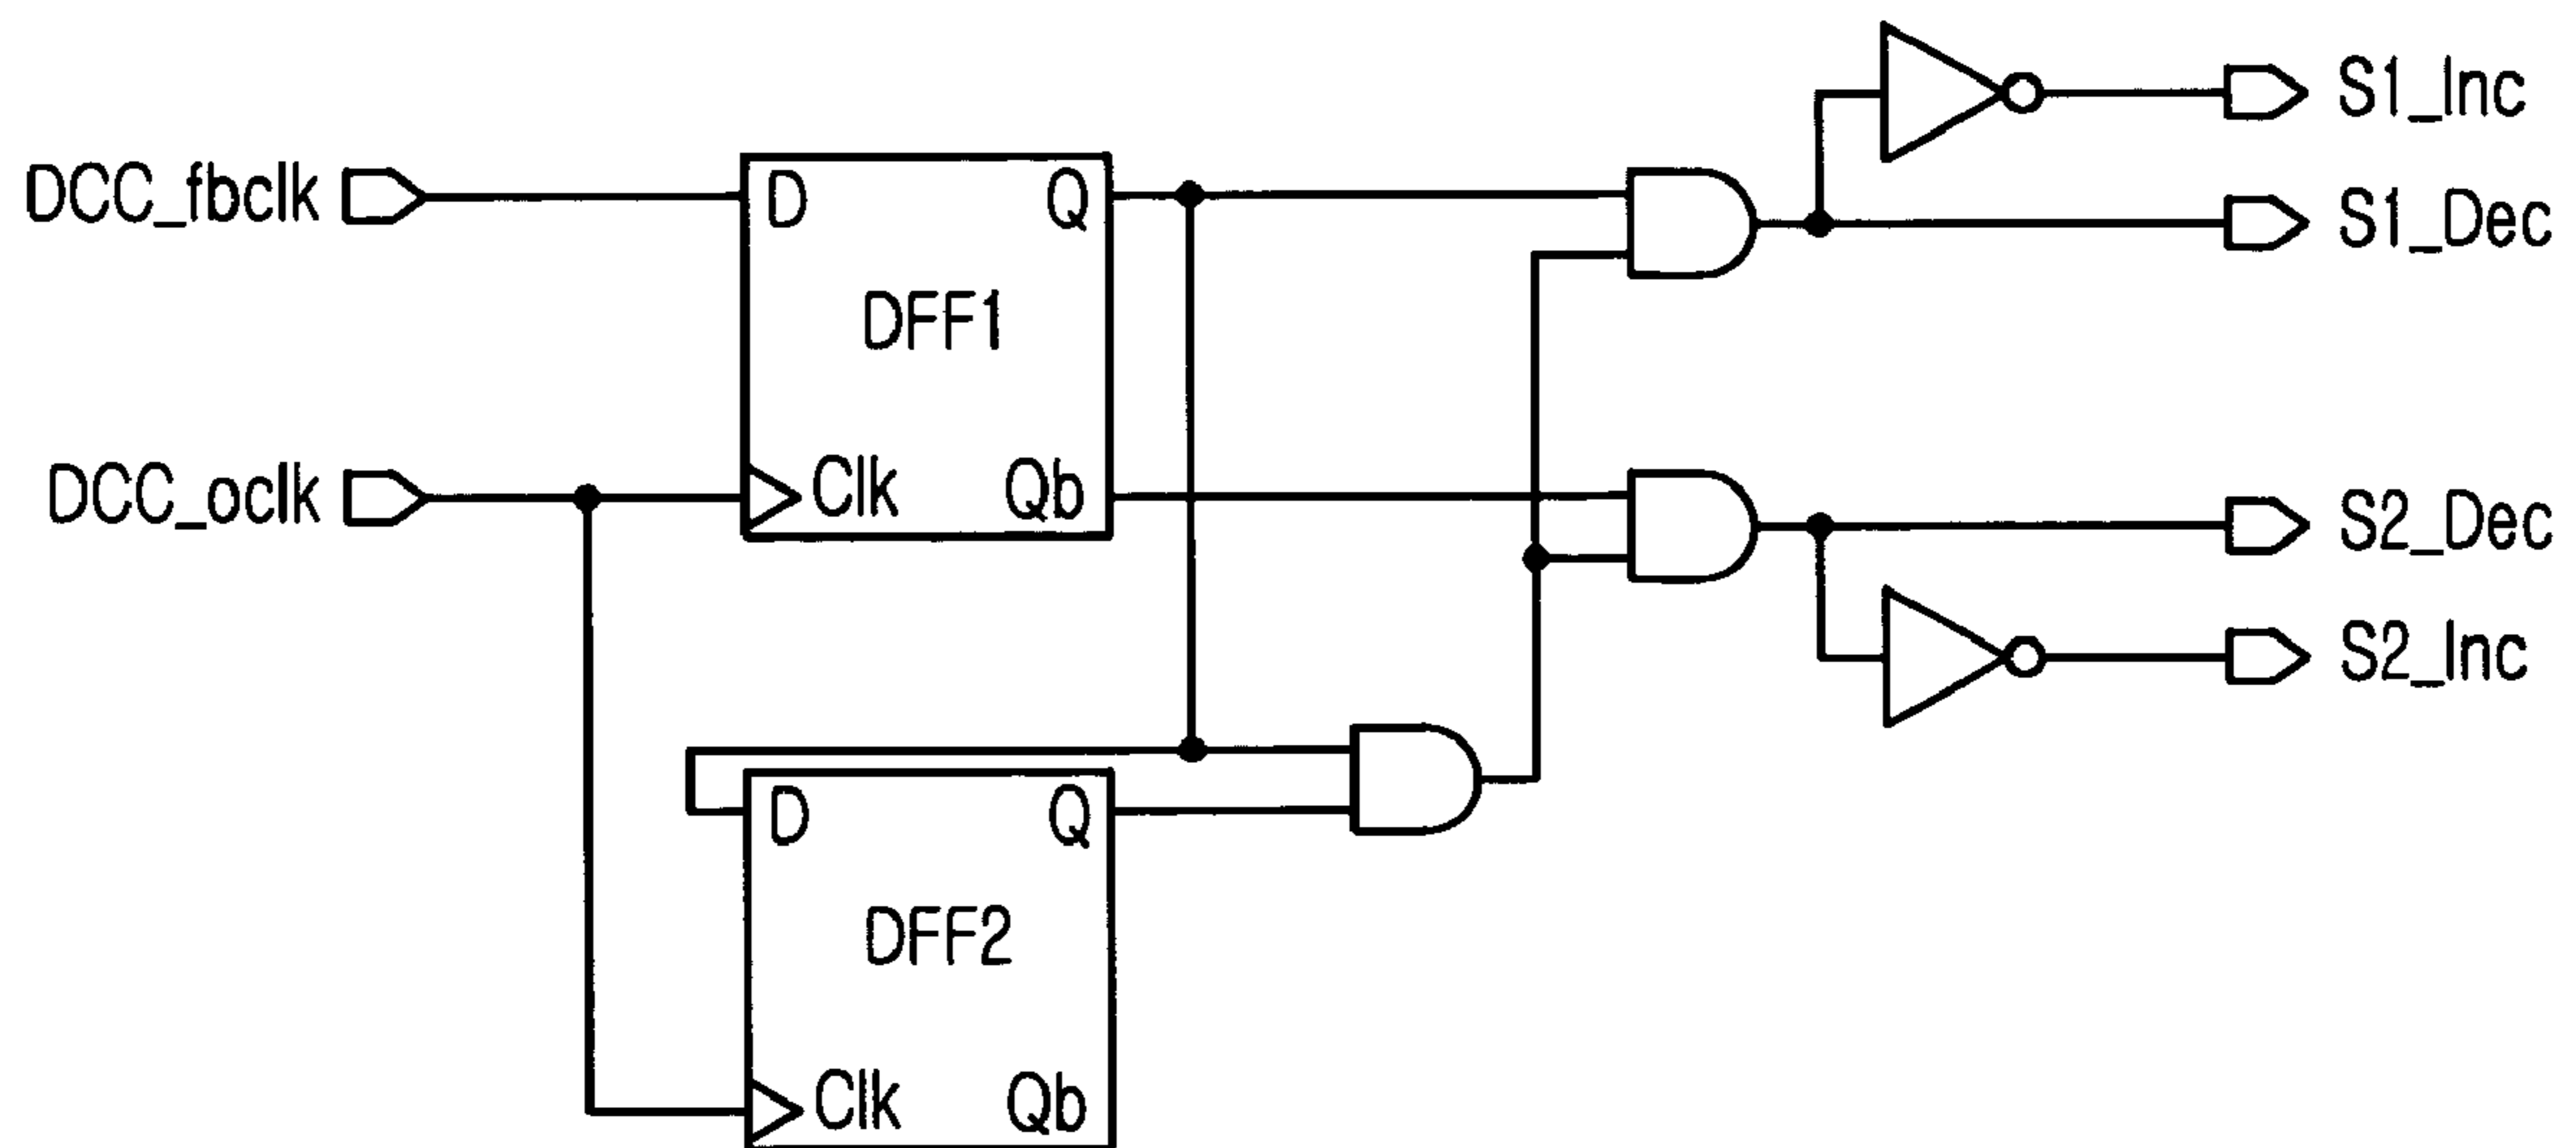 S1_Inc
DCC_fbclk
D
Q
S1_Dec
DFF1
DCC_oclk
Clk
Qb
S2_Dec
S2_Inc
D
Q
DFF2
Clk
Qb